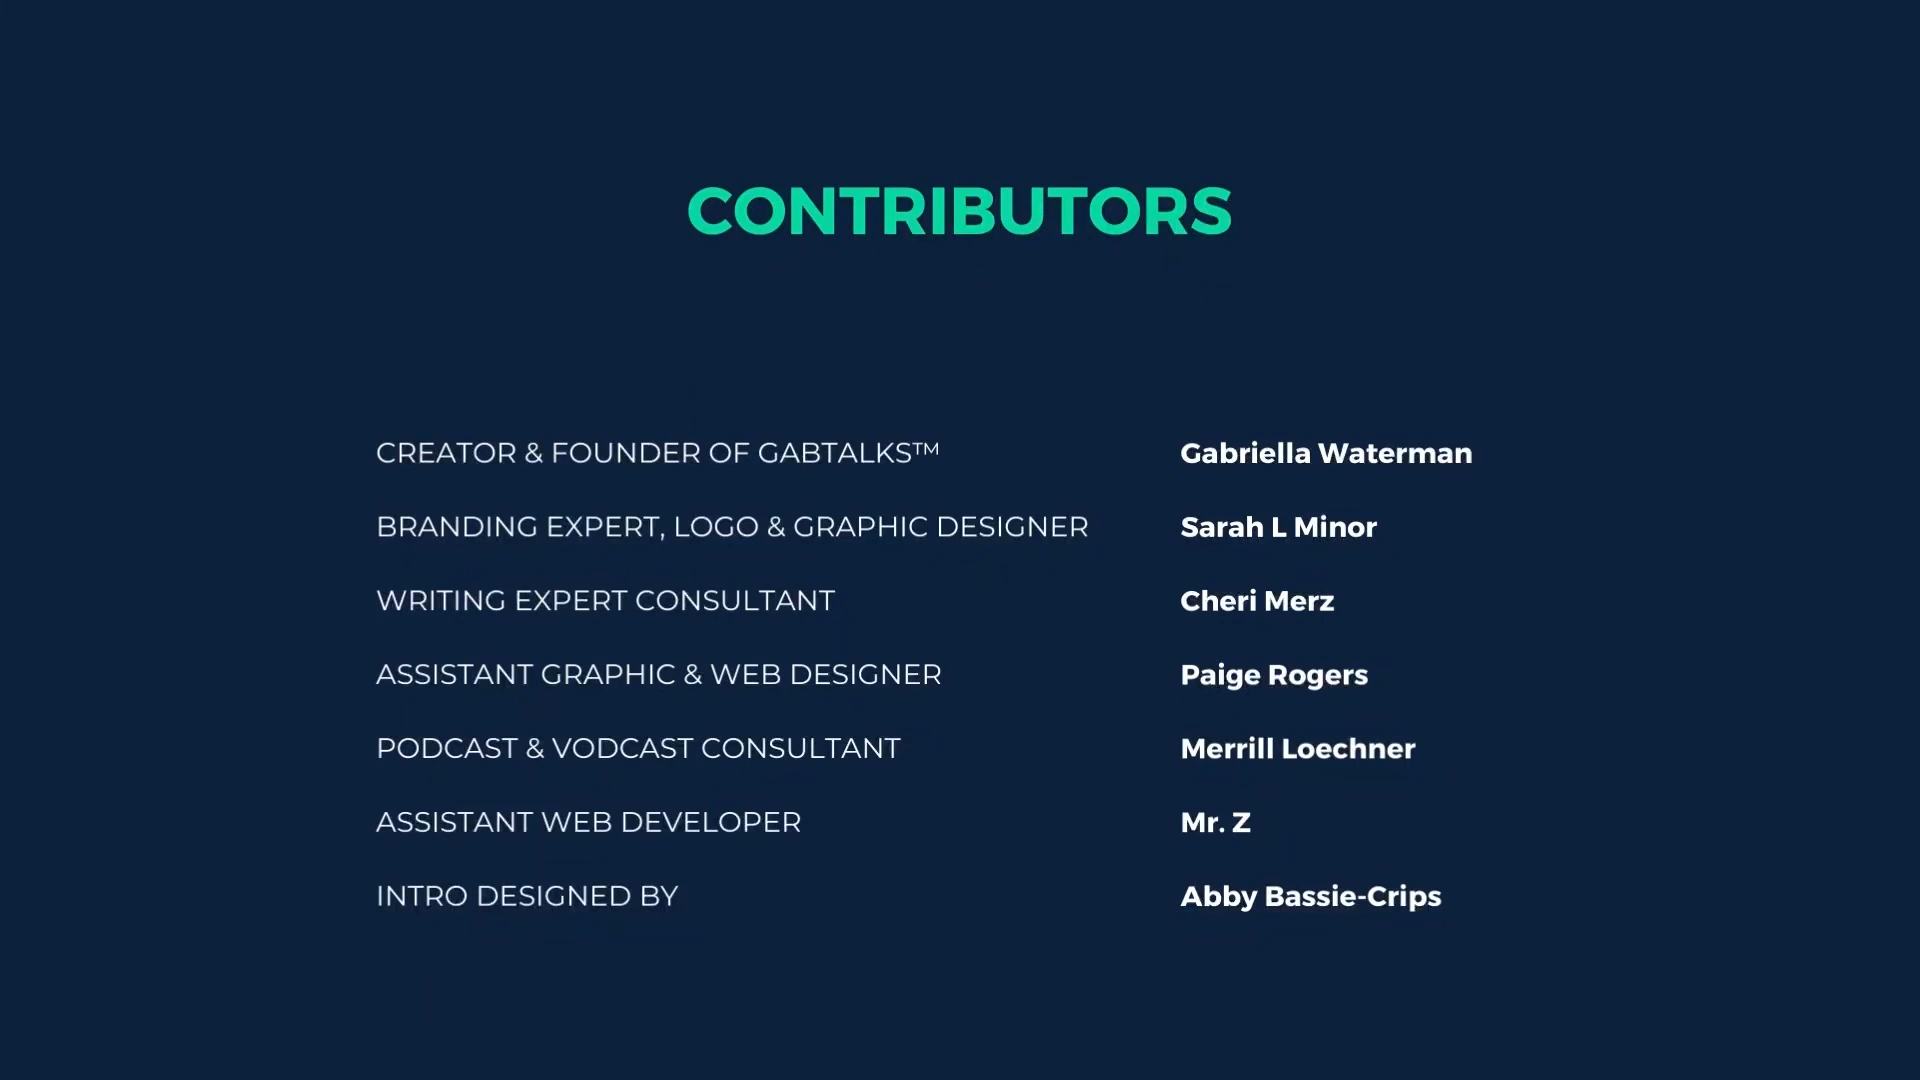 CONTRIBUTORS
CREATOR & FOUNDER OF GABTALKS™ Gabriella Waterman
BRANDING EXPERT, LOGO & GRAPHIC DESIGNER Sarah L Minor
WRITING EXPERT CONSULTANT Cheri Merz
ASSISTANT GRAPHIC & WEB DESIGNER Paige Rogers
PODCAST & VODCAST CONSULTANT Merrill Loechner
ASSISTANT WEB DEVELOPER Mr. Z
INTRO DESIGNED BY Abby Bassie-Crips